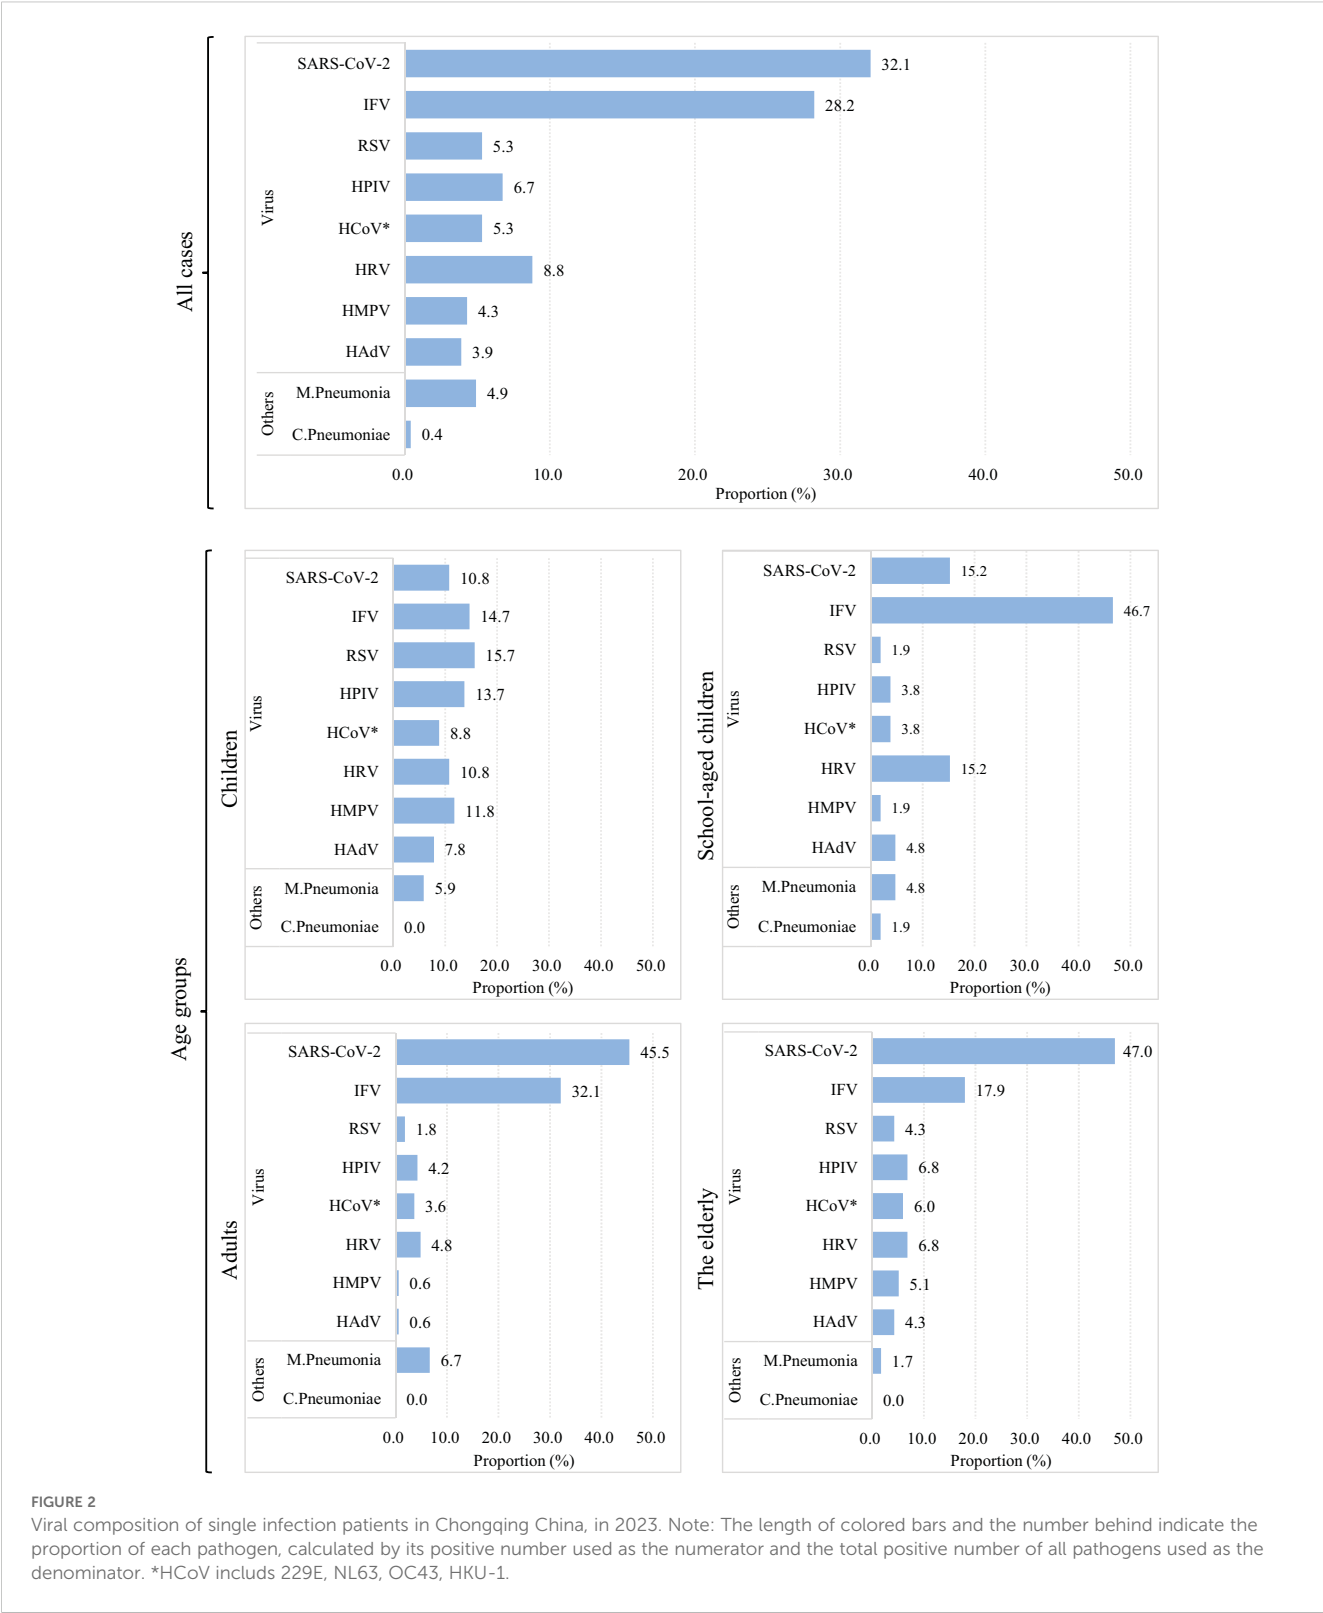 All cases
Virus
SARS-CoV-2 32.1
IFV 28.2
RSV 5.3
HPIV 6.7
HCoV* 5.3
HRV 8.8
HMPV 4.3
HAdV 3.9
Others
M.Pneumonia 4.9
C.Pneumoniae 0.4
0.0 10.0 20.0 30.0 40.0 50.0
Proportion (%)
Age groups
Children
Virus
SARS-CoV-2 10.8
IFV 14.7
RSV 15.7
HPIV 13.7
HCoV* 8.8
HRV 10.8
HMPV 11.8
HAdV 7.8
Others
M.Pneumonia 5.9
C.Pneumoniae 0.0
0.0 10.0 20.0 30.0 40.0 50.0
Proportion (%)
School-aged children
Virus
SARS-CoV-2 15.2
IFV 46.7
RSV 1.9
HPIV 3.8
HCoV* 3.8
HRV 15.2
HMPV 1.9
HAdV 4.8
Others
M.Pneumonia 4.8
C.Pneumoniae 1.9
0.0 10.0 20.0 30.0 40.0 50.0
Proportion (%)
Adults
Virus
SARS-CoV-2 45.5
IFV 32.1
RSV 1.8
HPIV 4.2
HCoV* 3.6
HRV 4.8
HMPV 0.6
HAdV 0.6
Others
M.Pneumonia 6.7
C.Pneumoniae 0.0
0.0 10.0 20.0 30.0 40.0 50.0
Proportion (%)
The elderly
Virus
SARS-CoV-2 47.0
IFV 17.9
RSV 4.3
HPIV 6.8
HCoV* 6.0
HRV 6.8
HMPV 5.1
HAdV 4.3
Others
M.Pneumonia 1.7
C.Pneumoniae 0.0
0.0 10.0 20.0 30.0 40.0 50.0
Proportion (%)
FIGURE 2
Viral composition of single infection patients in Chongqing China, in 2023. Note: The length of colored bars and the number behind indicate the
proportion of each pathogen, calculated by its positive number used as the numerator and the total positive number of all pathogens used as the
denominator. *HCoV includs 229E, NL63, OC43, HKU-1.